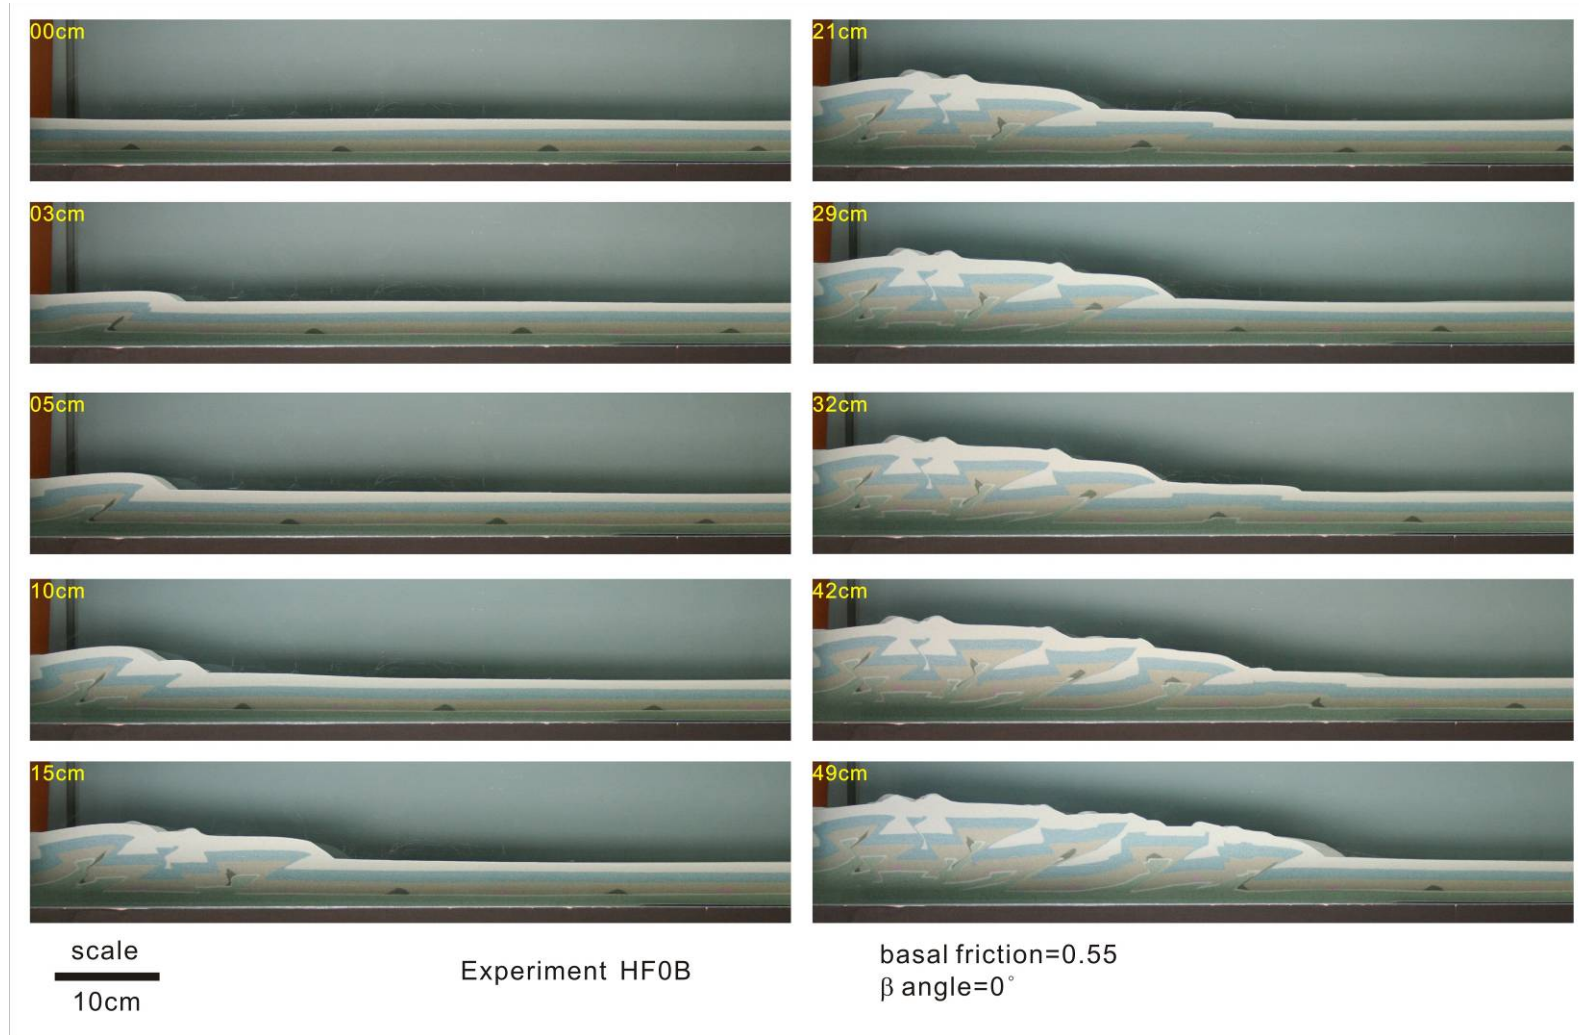 00cm
03cm
05cm
10cm
15cm
21cm
29cm
32cm
42cm
49cm
scale
10cm
Experiment HF0B
basal friction=0.55
β angle=0°